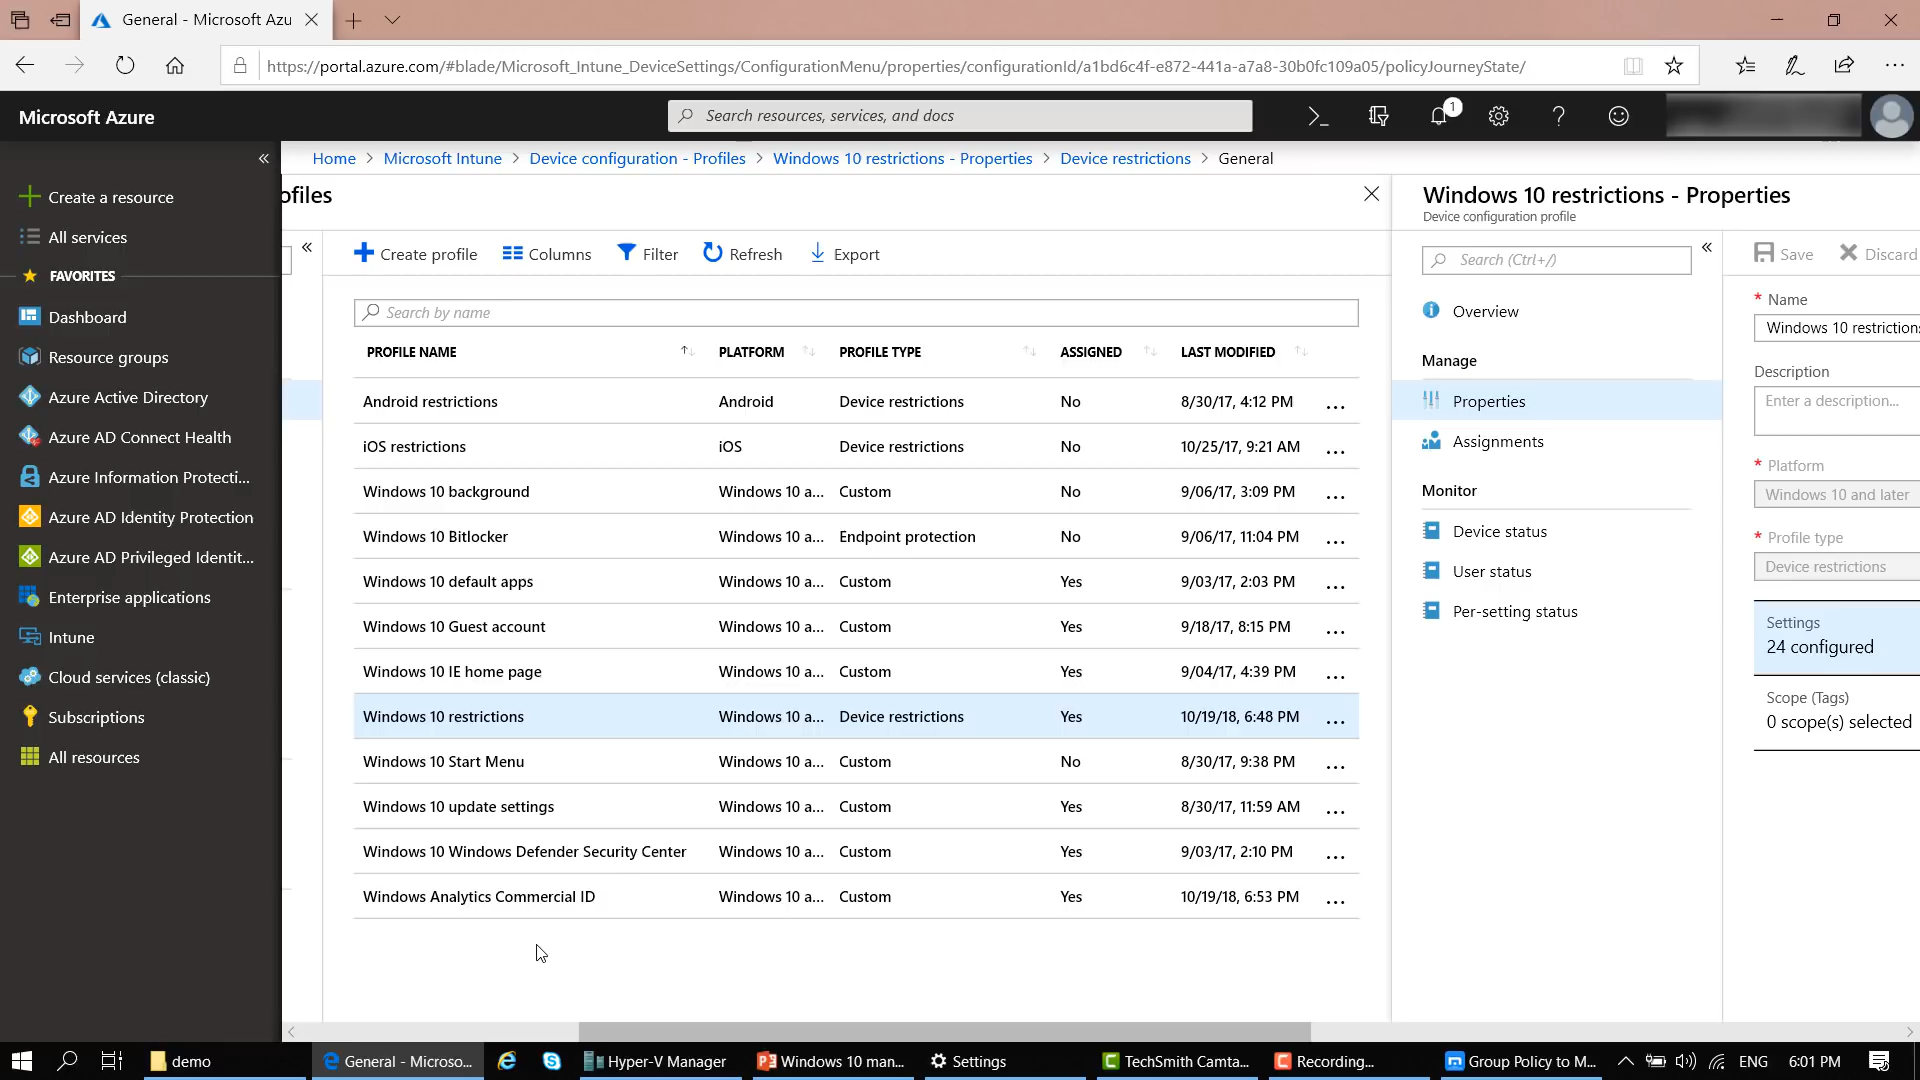 General - Microsoft Azu
https://portal.azure.com/#blade/Microsoft_Intune_DeviceSettings/ConfigurationMenu/properties/configurationId/a1bd6c4f-e872-441a-a7a8-30b0fc109a05/policyJourneyState/
Microsoft Azure
Search resources, services, and docs
1
Home > Microsoft Intune > Device configuration - Profiles > Windows 10 restrictions - Properties > Device restrictions > General
Create a resource
All services
FAVORITES
Dashboard
Resource groups
Azure Active Directory
Azure AD Connect Health
Azure Information Protecti...
Azure AD Identity Protection
Azure AD Privileged Identit...
Enterprise applications
Intune
Cloud services (classic)
Subscriptions
All resources
ofiles
Create profile Columns Filter Refresh Export
Search by name
PROFILE NAME PLATFORM PROFILE TYPE ASSIGNED LAST MODIFIED
Android restrictions Android Device restrictions No 8/30/17, 4:12 PM ...
iOS restrictions iOS Device restrictions No 10/25/17, 9:21 AM ...
Windows 10 background Windows 10 a... Custom No 9/06/17, 3:09 PM ...
Windows 10 Bitlocker Windows 10 a... Endpoint protection No 9/06/17, 11:04 PM ...
Windows 10 default apps Windows 10 a... Custom Yes 9/03/17, 2:03 PM ...
Windows 10 Guest account Windows 10 a... Custom Yes 9/18/17, 8:15 PM ...
Windows 10 IE home page Windows 10 a... Custom Yes 9/04/17, 4:39 PM ...
Windows 10 restrictions Windows 10 a... Device restrictions Yes 10/19/18, 6:48 PM ...
Windows 10 Start Menu Windows 10 a... Custom No 8/30/17, 9:38 PM ...
Windows 10 update settings Windows 10 a... Custom Yes 8/30/17, 11:59 AM ...
Windows 10 Windows Defender Security Center Windows 10 a... Custom Yes 9/03/17, 2:10 PM ...
Windows Analytics Commercial ID Windows 10 a... Custom Yes 10/19/18, 6:53 PM ...
Windows 10 restrictions - Properties
Device configuration profile
Search (Ctrl+/)
Overview
Manage
Properties
Assignments
Monitor
Device status
User status
Per-setting status
Save Discard
* Name
Windows 10 restrictions
Description
Enter a description...
* Platform
Windows 10 and later
* Profile type
Device restrictions
Settings
24 configured
Scope (Tags)
0 scope(s) selected
demo General - Microso... Hyper-V Manager Windows 10 man... Settings TechSmith Camta... Recording... Group Policy to M... ENG 6:01 PM